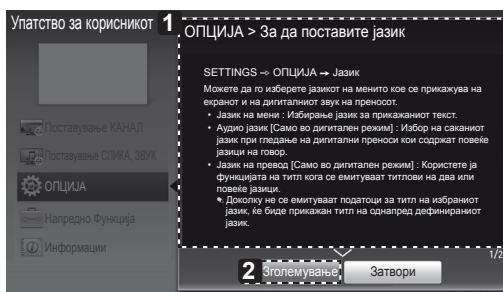 Упатство за корисникот
1
ОПЦИЈА > За да поставите јазик
SETTINGS ➩ ОПЦИЈА ➙ Јазик
Можете да го изберете јазикот на менито кое се прикажува на
екранот и на дигиталниот звук на преносот.
• Јазик на мени : Избирање јазик за прикажаниот текст.
• Аудио јазик [Само во дигитален режим] : Избор на саканиот
јазик при гледање на дигитални преноси кои содржат повеќе
јазици на говор.
• Јазик на превод [Само во дигитален режим] : Користете ја
функцијата на титл кога се емитуваат титлови на два или
повеќе јазици.
Доколку не се емитуваат податоци за титл на избраниот
јазик, ќе биде прикажан титл на однапред дефинираниот
јазик.
Поставување КАНАЛ
Поставување СЛИКА, ЗВУК
ОПЦИЈА
Напредно Функција
Информации
1/2
2
Зголемување
Затвори